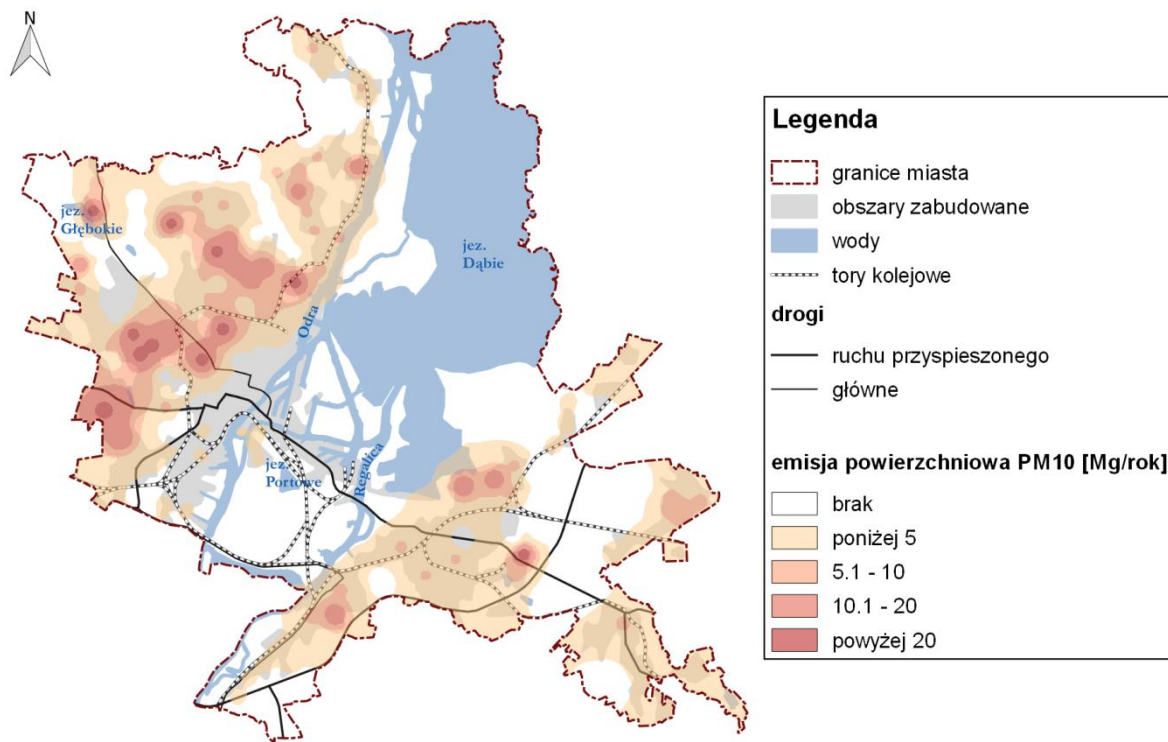 N
jez.
Głębokie
jez.
Dąbie
Odra
jez.
Portowe
Regalica
Legenda
granice miasta
obszary zabudowane
wody
tory kolejowe
drogi
ruchu przyspieszonego
główne
emisja powierzchniowa PM10 [Mg/rok]
brak
poniżej 5
5.1 - 10
10.1 - 20
powyżej 20